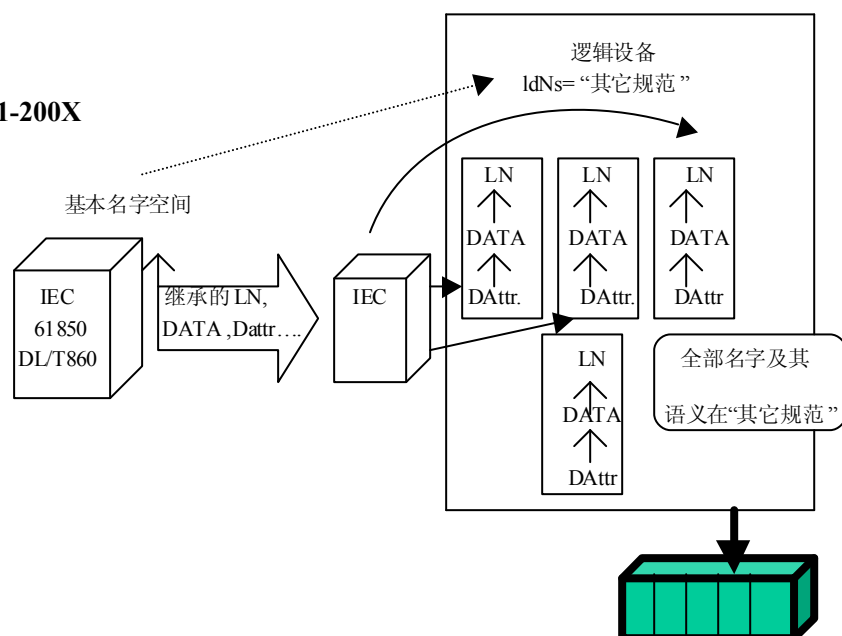 逻辑设备
ldNs= “其它规范”
1-200X
基本名字空间
IEC
61850
DL/T860
继承的 LN,
DATA ,Dattr….
IEC
LN
DATA
DAttr.
LN
DATA
DAttr.
LN
DATA
DAttr
LN
DATA
DAttr
全部名字及其
语义在“其它规范”